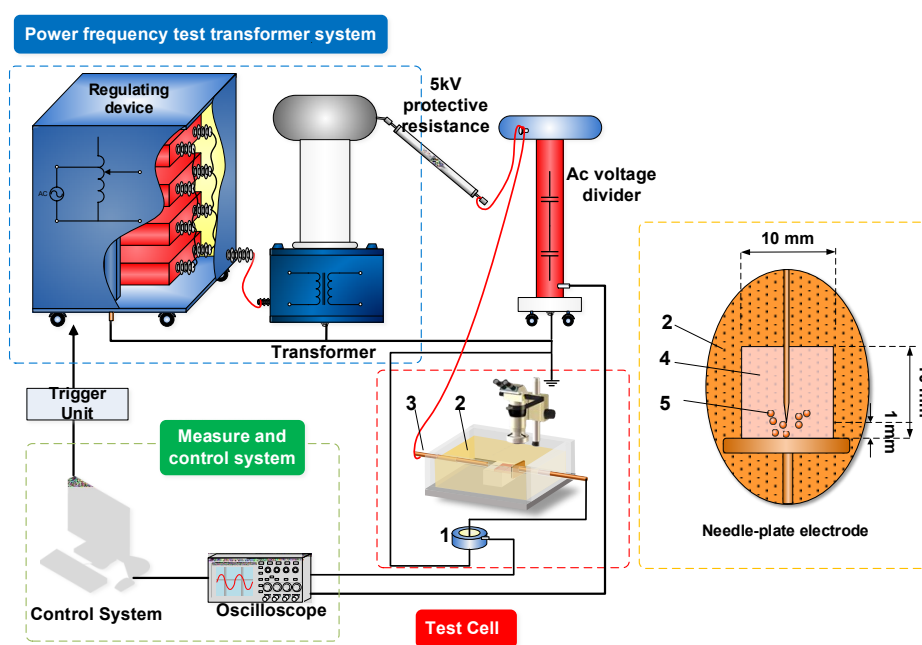 Power frequency test transformer system
Regulating
device
AC
5kV
protective
resistance
Ac voltage
divider
Transformer
Trigger
Unit
Measure and
control system
Control System
Oscilloscope
3
2
1
Test Cell
10 mm
2
4
5
1 mm
Needle-plate electrode